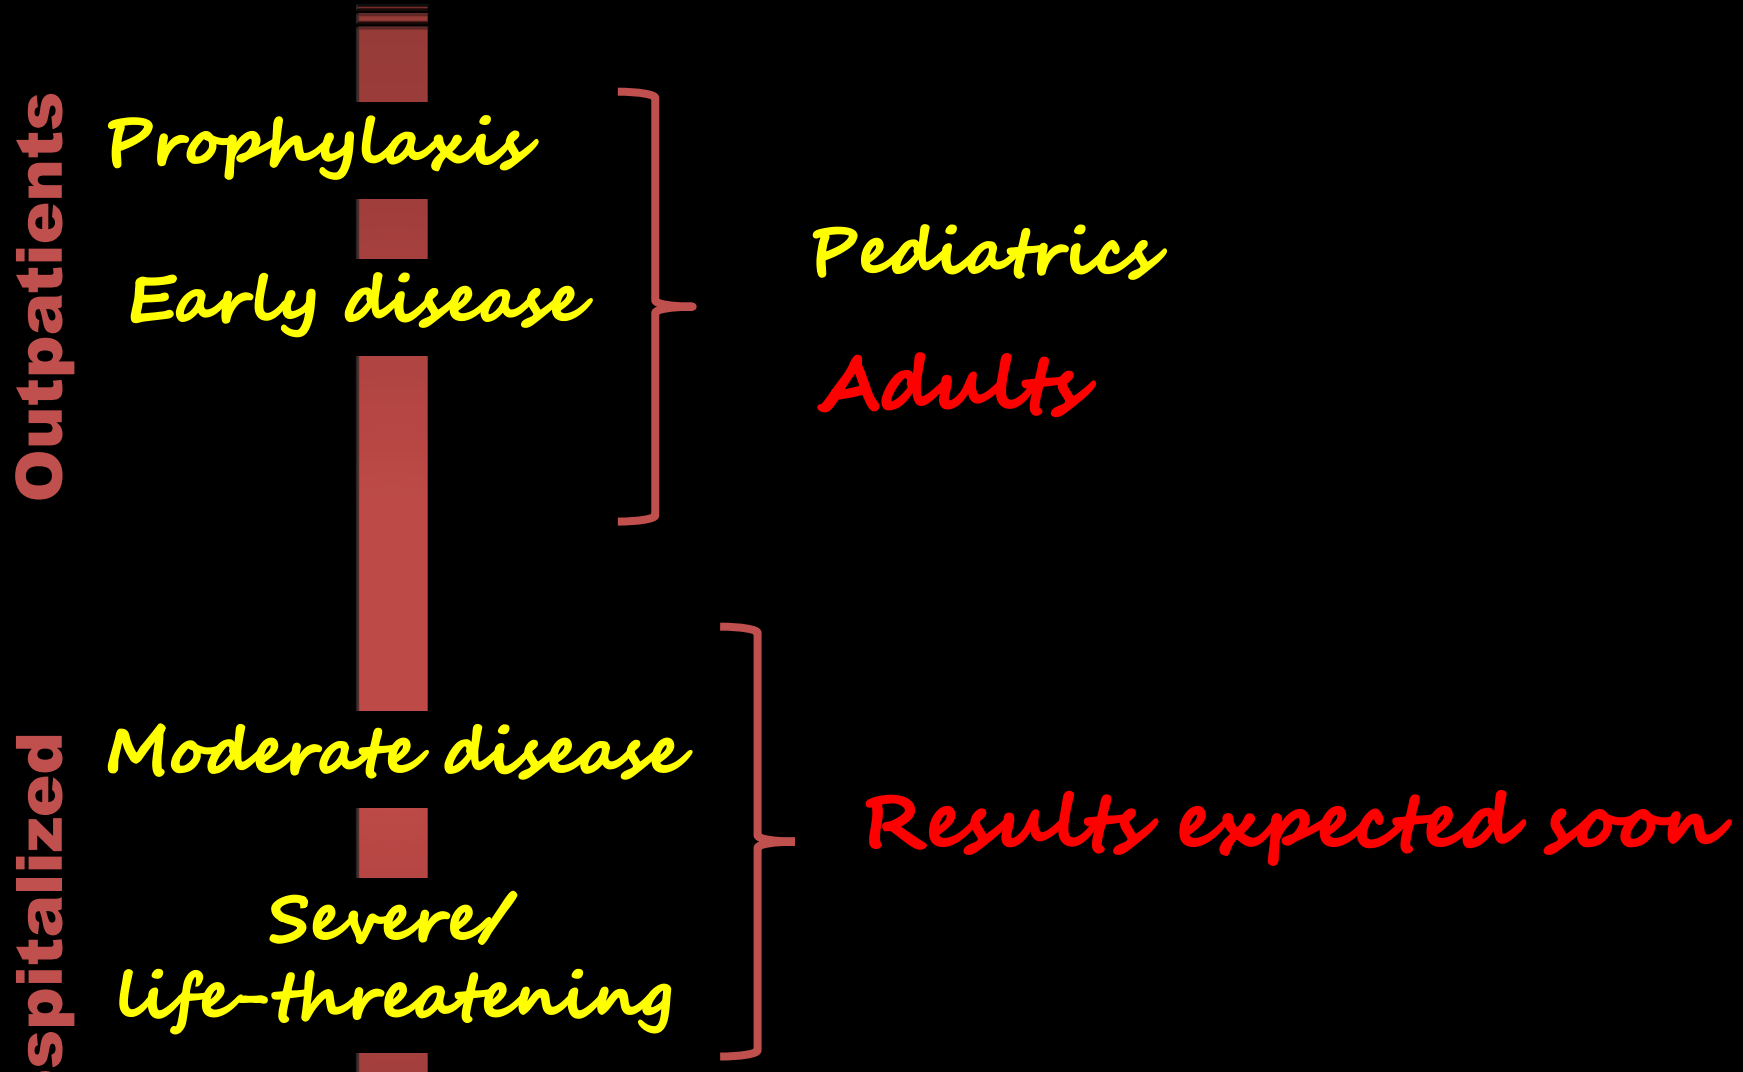 Outpatients
Prophylaxis
Early disease
Pediatrics
Adults
spitalized
Moderate disease
Severe/
life-threatening
Results expected soon